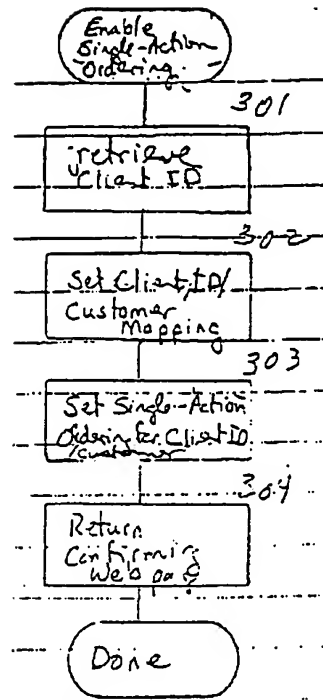 Enable
Single-Action
Ordering
301
retrieve
Client ID
302
Set Client ID/
Customer
Mapping
303
Set Single-Action
Ordering for Client ID
/customer
304
Return
Confirming
Web page
Done